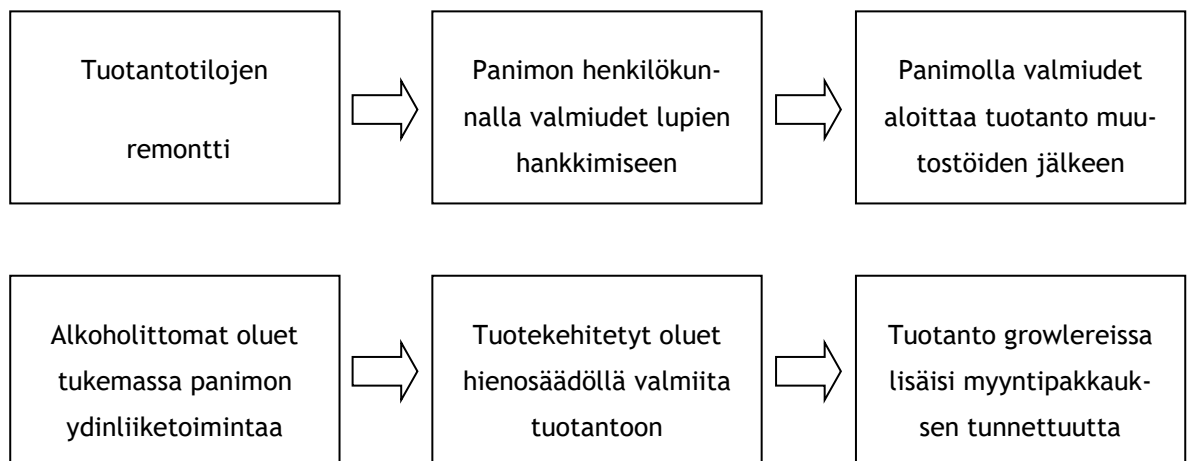 Tuotantotilojen
remontti
Panimon henkilökun-
nalla valmiudet lupien
hankkimiseen
Panimolla valmiudet
aloittaa tuotanto muu-
tostöiden jälkeen
Alkoholittomat oluet
tukemassa panimon
ydinliiketoimintaa
Tuotekehitetyt oluet
hienosäädöllä valmiita
tuotantoon
Tuotanto growlereissa
lisäisi myyntipakkauk-
sen tunnettuutta